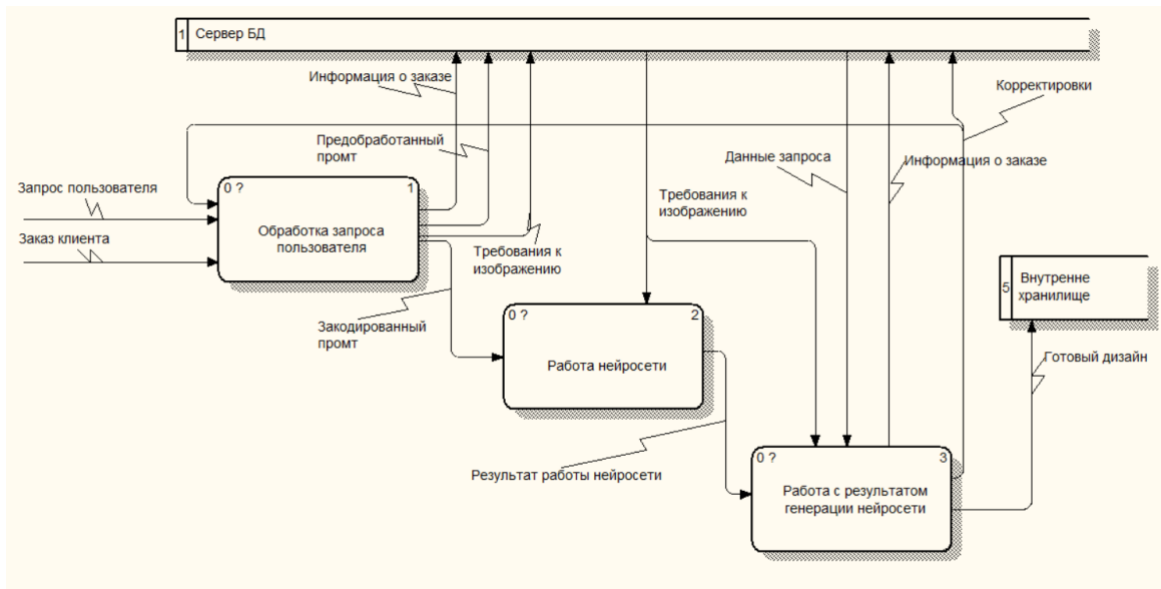 1 Сервер БД
Информация о заказе
Корректировки
Предобработанный
промт
Данные запроса
Информация о заказе
Запрос пользователя
0 ? 1
Требования к
изображению
Обработка запроса
пользователя
Заказ клиента
Требования к
изображению
5 Внутренне
хранилище
Закодированный
промт
0 ? 2
Работа нейросети
Готовый дизайн
Результат работы нейросети
0 ? 3
Работа с результатом
генерации нейросети